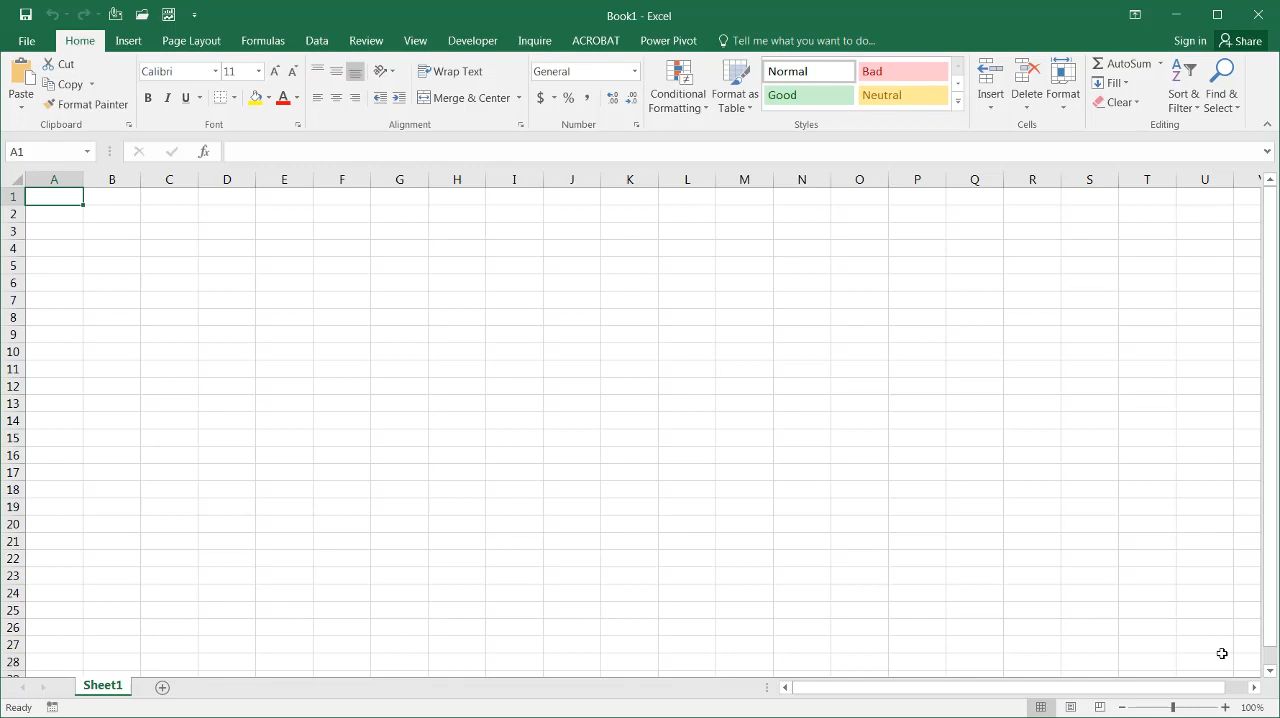 Book1 - Excel
File Home Insert Page Layout Formulas Data Review View Developer Inquire ACROBAT Power Pivot Tell me what you want to do... Sign in Share
Paste Cut Copy Format Painter
Calibri 11
B I U
Wrap Text
Merge & Center
General
$ % ,
Conditional Formatting
Format as Table
Normal Bad
Good Neutral
Insert Delete Format
AutoSum
Fill
Clear
Sort & Filter
Find & Select
Clipboard Font Alignment Number Styles Cells Editing
A1 fx
A B C D E F G H I J K L M N O P Q R S T U
1
2
3
4
5
6
7
8
9
10
11
12
13
14
15
16
17
18
19
20
21
22
23
24
25
26
27
28
Sheet1
Ready 100%